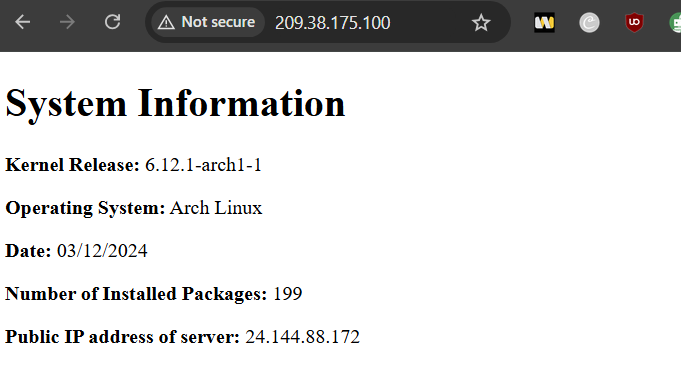 Not secure 209.38.175.100
System Information
Kernel Release: 6.12.1-arch1-1
Operating System: Arch Linux
Date: 03/12/2024
Number of Installed Packages: 199
Public IP address of server: 24.144.88.172